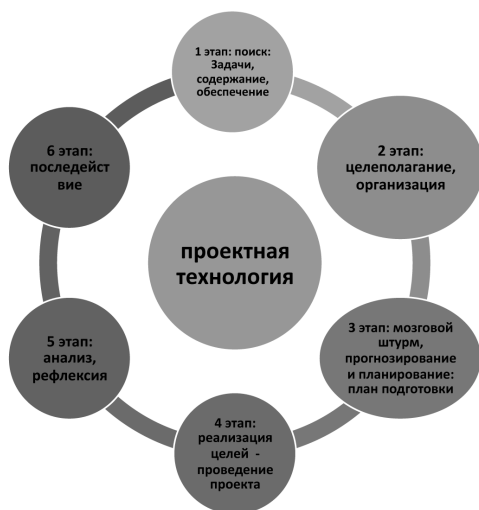 1 этап: поиск:
Задачи,
содержание,
обеспечение
2 этап:
целеполагание,
организация
3 этап: мозговой
штурм,
прогнозирование
и планирование:
план подготовки
4 этап:
реализация
целей -
проведение
проекта
5 этап:
анализ,
рефлексия
6 этап:
последейст
вие
проектная
технология